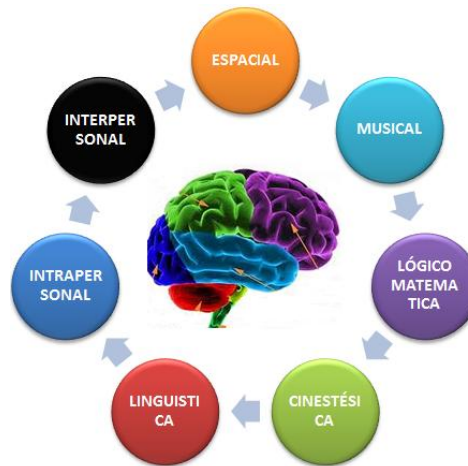 ESPACIAL
MUSICAL
LÓGICO
MATEMA
TICA
CINESTÉSI
CA
LINGUISTI
CA
INTRAPER
SONAL
INTERPER
SONAL